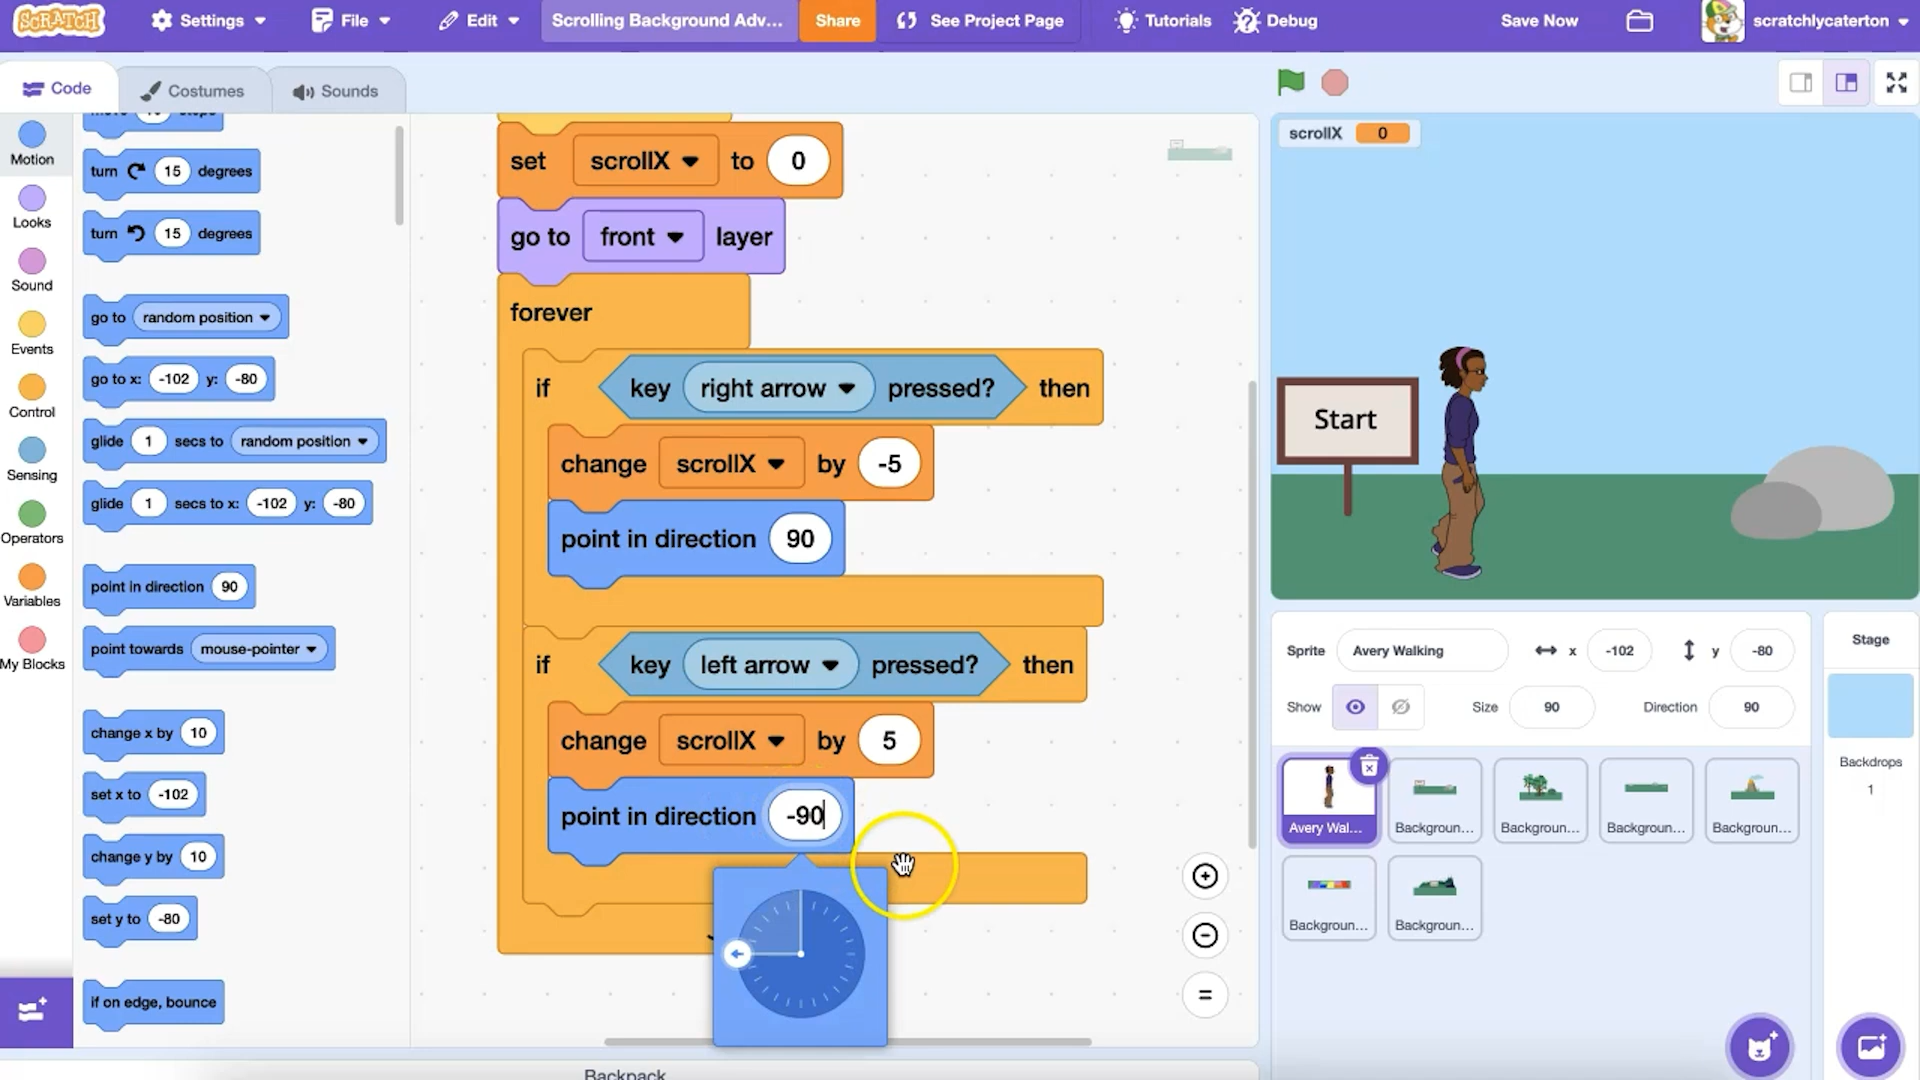 SCRATCH
Settings
File
Edit
Scrolling Background Adv...
Share
See Project Page
Tutorials
Debug
Save Now
scratchlycaterton
Code
Costumes
Sounds
Motion
Looks
Sound
Events
Control
Sensing
Operators
Variables
My Blocks
turn 15 degrees
turn 15 degrees
go to random position
go to x: -102 y: -80
glide 1 secs to random position
glide 1 secs to x: -102 y: -80
point in direction 90
point towards mouse-pointer
change x by 10
set x to -102
change y by 10
set y to -80
if on edge, bounce
set scrollX to 0
go to front layer
forever
if key right arrow pressed? then
change scrollX by -5
point in direction 90
if key left arrow pressed? then
change scrollX by 5
point in direction -90
Backpack
scrollX 0
Start
Sprite Avery Walking x -102 y -80
Show Size 90 Direction 90
Avery Wal...
Backgroun...
Backgroun...
Backgroun...
Backgroun...
Backgroun...
Backgroun...
Stage
Backdrops
1